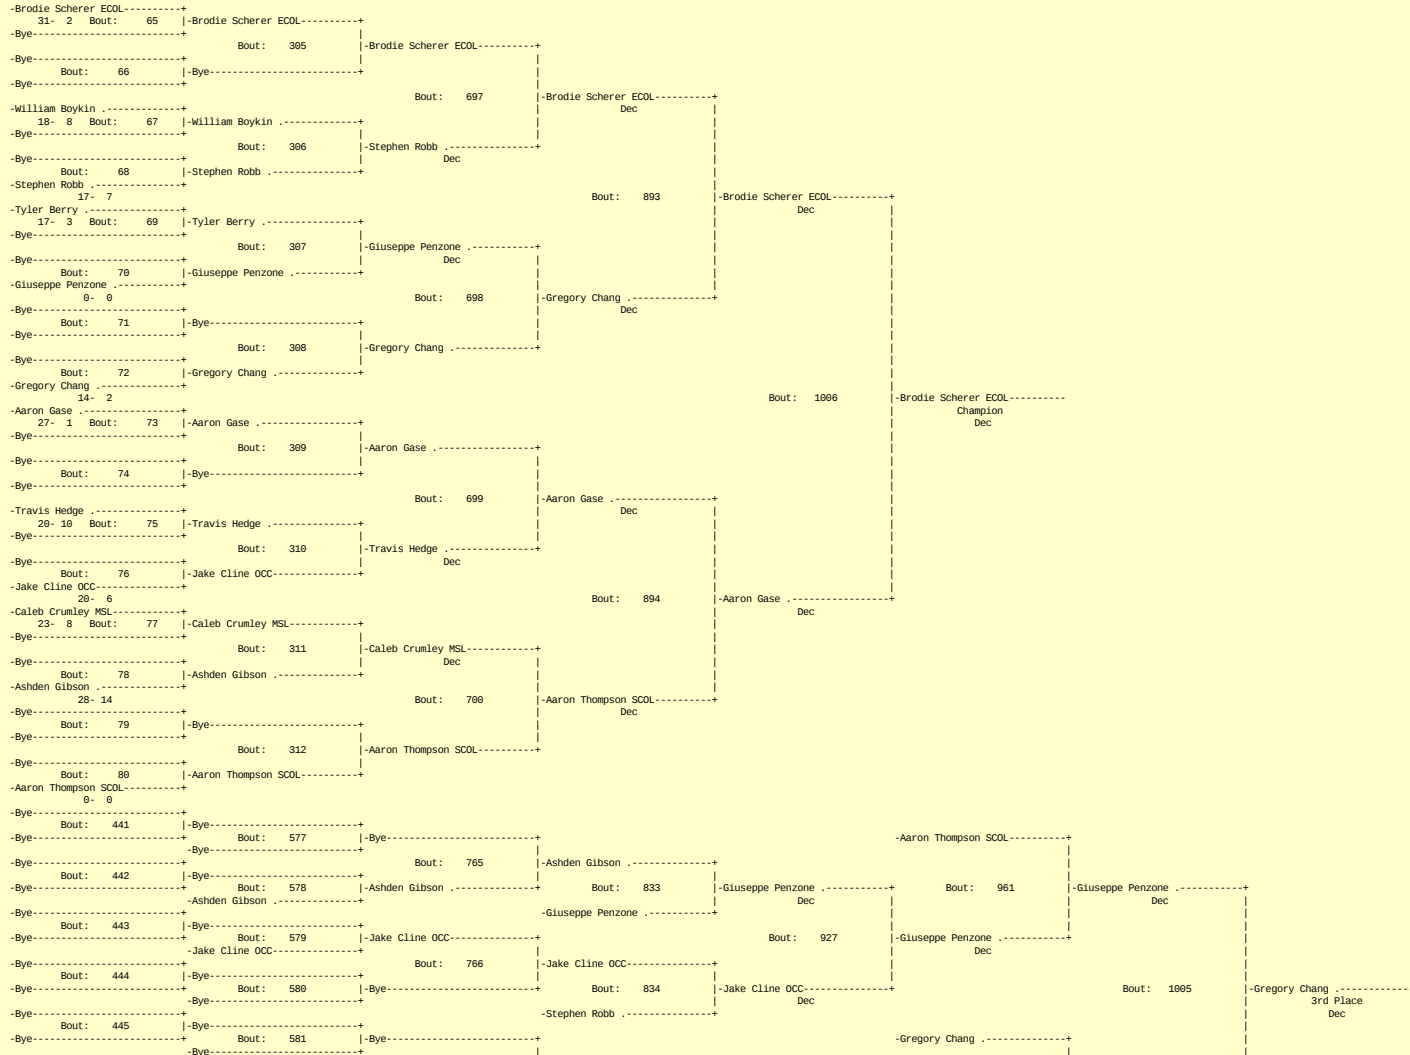 -Brodie Scherer ECOL----------+
31-  2  Bout:     65    |-Brodie Scherer ECOL----------+
-Bye--------------------------+                              |
Bout:    305    |-Brodie Scherer ECOL----------+
-Bye--------------------------+                              |                              |
Bout:     66    |-Bye--------------------------+                              |
-Bye--------------------------+                                                             |
Bout:    697    |-Brodie Scherer ECOL----------+
-William Boykin .-------------+                                                             |             Dec              |
18-  8  Bout:     67    |-William Boykin .-------------+                              |                              |
-Bye--------------------------+                              |                              |                              |
Bout:    306    |-Stephen Robb .---------------+                              |
-Bye--------------------------+                              |             Dec                                             |
Bout:     68    |-Stephen Robb .---------------+                                                             |
-Stephen Robb .---------------+                                                                                            |
17-  7                                                                              Bout:    893    |-Brodie Scherer ECOL----------+
-Tyler Berry .----------------+                                                                                            |             Dec              |
17-  3  Bout:     69    |-Tyler Berry .----------------+                                                             |                              |
-Bye--------------------------+                              |                                                             |                              |
Bout:    307    |-Giuseppe Penzone .-----------+                              |                              |
-Bye--------------------------+                              |             Dec              |                              |                              |
Bout:     70    |-Giuseppe Penzone .-----------+                              |                              |                              |
-Giuseppe Penzone .-----------+                                                             |                              |                              |
0-  0                                                    Bout:    698    |-Gregory Chang .--------------+                              |
-Bye--------------------------+                                                             |             Dec                                             |
Bout:     71    |-Bye--------------------------+                              |                                                             |
-Bye--------------------------+                              |                              |                                                             |
Bout:    308    |-Gregory Chang .--------------+                                                             |
-Bye--------------------------+                              |                                                                                            |
Bout:     72    |-Gregory Chang .--------------+                                                                                            |
-Gregory Chang .--------------+                                                                                                                           |
14-  2                                                                                                             Bout:   1006    |-Brodie Scherer ECOL----------
-Aaron Gase .-----------------+                                                                                                                           |          Champion
27-  1  Bout:     73    |-Aaron Gase .-----------------+                                                                                            |             Dec
-Bye--------------------------+                              |                                                                                            |
Bout:    309    |-Aaron Gase .-----------------+                                                             |
-Bye--------------------------+                              |                              |                                                             |
Bout:     74    |-Bye--------------------------+                              |                                                             |
-Bye--------------------------+                                                             |                                                             |
Bout:    699    |-Aaron Gase .-----------------+                              |
-Travis Hedge .---------------+                                                             |             Dec              |                              |
20- 10  Bout:     75    |-Travis Hedge .---------------+                              |                              |                              |
-Bye--------------------------+                              |                              |                              |                              |
Bout:    310    |-Travis Hedge .---------------+                              |                              |
-Bye--------------------------+                              |             Dec                                             |                              |
Bout:     76    |-Jake Cline OCC---------------+                                                             |                              |
-Jake Cline OCC---------------+                                                                                            |                              |
20-  6                                                                              Bout:    894    |-Aaron Gase .-----------------+
-Caleb Crumley MSL------------+                                                                                            |             Dec
23-  8  Bout:     77    |-Caleb Crumley MSL------------+                                                             |
-Bye--------------------------+                              |                                                             |
Bout:    311    |-Caleb Crumley MSL------------+                              |
-Bye--------------------------+                              |             Dec              |                              |
Bout:     78    |-Ashden Gibson .--------------+                              |                              |
-Ashden Gibson .--------------+                                                             |                              |
28- 14                                                   Bout:    700    |-Aaron Thompson SCOL----------+
-Bye--------------------------+                                                             |             Dec
Bout:     79    |-Bye--------------------------+                              |
-Bye--------------------------+                              |                              |
Bout:    312    |-Aaron Thompson SCOL----------+
-Bye--------------------------+                              |
Bout:     80    |-Aaron Thompson SCOL----------+
-Aaron Thompson SCOL----------+
0-  0
-Bye--------------------------+
Bout:    441    |-Bye--------------------------+
-Bye--------------------------+        Bout:    577    |-Bye--------------------------+                                                              -Aaron Thompson SCOL----------+
-Bye--------------------------+                              |                                                                                            |
-Bye--------------------------+                                        Bout:    765    |-Ashden Gibson .--------------+                                                             |
Bout:    442    |-Bye--------------------------+                              |                              |                                                             |
-Bye--------------------------+        Bout:    578    |-Ashden Gibson .--------------+        Bout:    833    |-Giuseppe Penzone .-----------+        Bout:    961    |-Giuseppe Penzone .-----------+
-Ashden Gibson .--------------+                                                             |             Dec              |                              |             Dec              |
-Bye--------------------------+                                                              -Giuseppe Penzone .-----------+                              |                              |                              |
Bout:    443    |-Bye--------------------------+                                                                                            |                              |                              |
-Bye--------------------------+        Bout:    579    |-Jake Cline OCC---------------+                                        Bout:    927    |-Giuseppe Penzone .-----------+                              |
-Jake Cline OCC---------------+                              |                                                             |             Dec                                             |
-Bye--------------------------+                                        Bout:    766    |-Jake Cline OCC---------------+                              |                                                             |
Bout:    444    |-Bye--------------------------+                              |                              |                              |                                                             |
-Bye--------------------------+        Bout:    580    |-Bye--------------------------+        Bout:    834    |-Jake Cline OCC---------------+                                        Bout:   1005    |-Gregory Chang .--------------
-Bye--------------------------+                                                             |             Dec                                                                                            |          3rd Place
-Bye--------------------------+                                                              -Stephen Robb .---------------+                                                                                            |             Dec
Bout:    445    |-Bye--------------------------+                                                                                                                                                         |
-Bye--------------------------+        Bout:    581    |-Bye--------------------------+                                                              -Gregory Chang .--------------+                              |
-Bye--------------------------+                              |                                                                                            |                              |